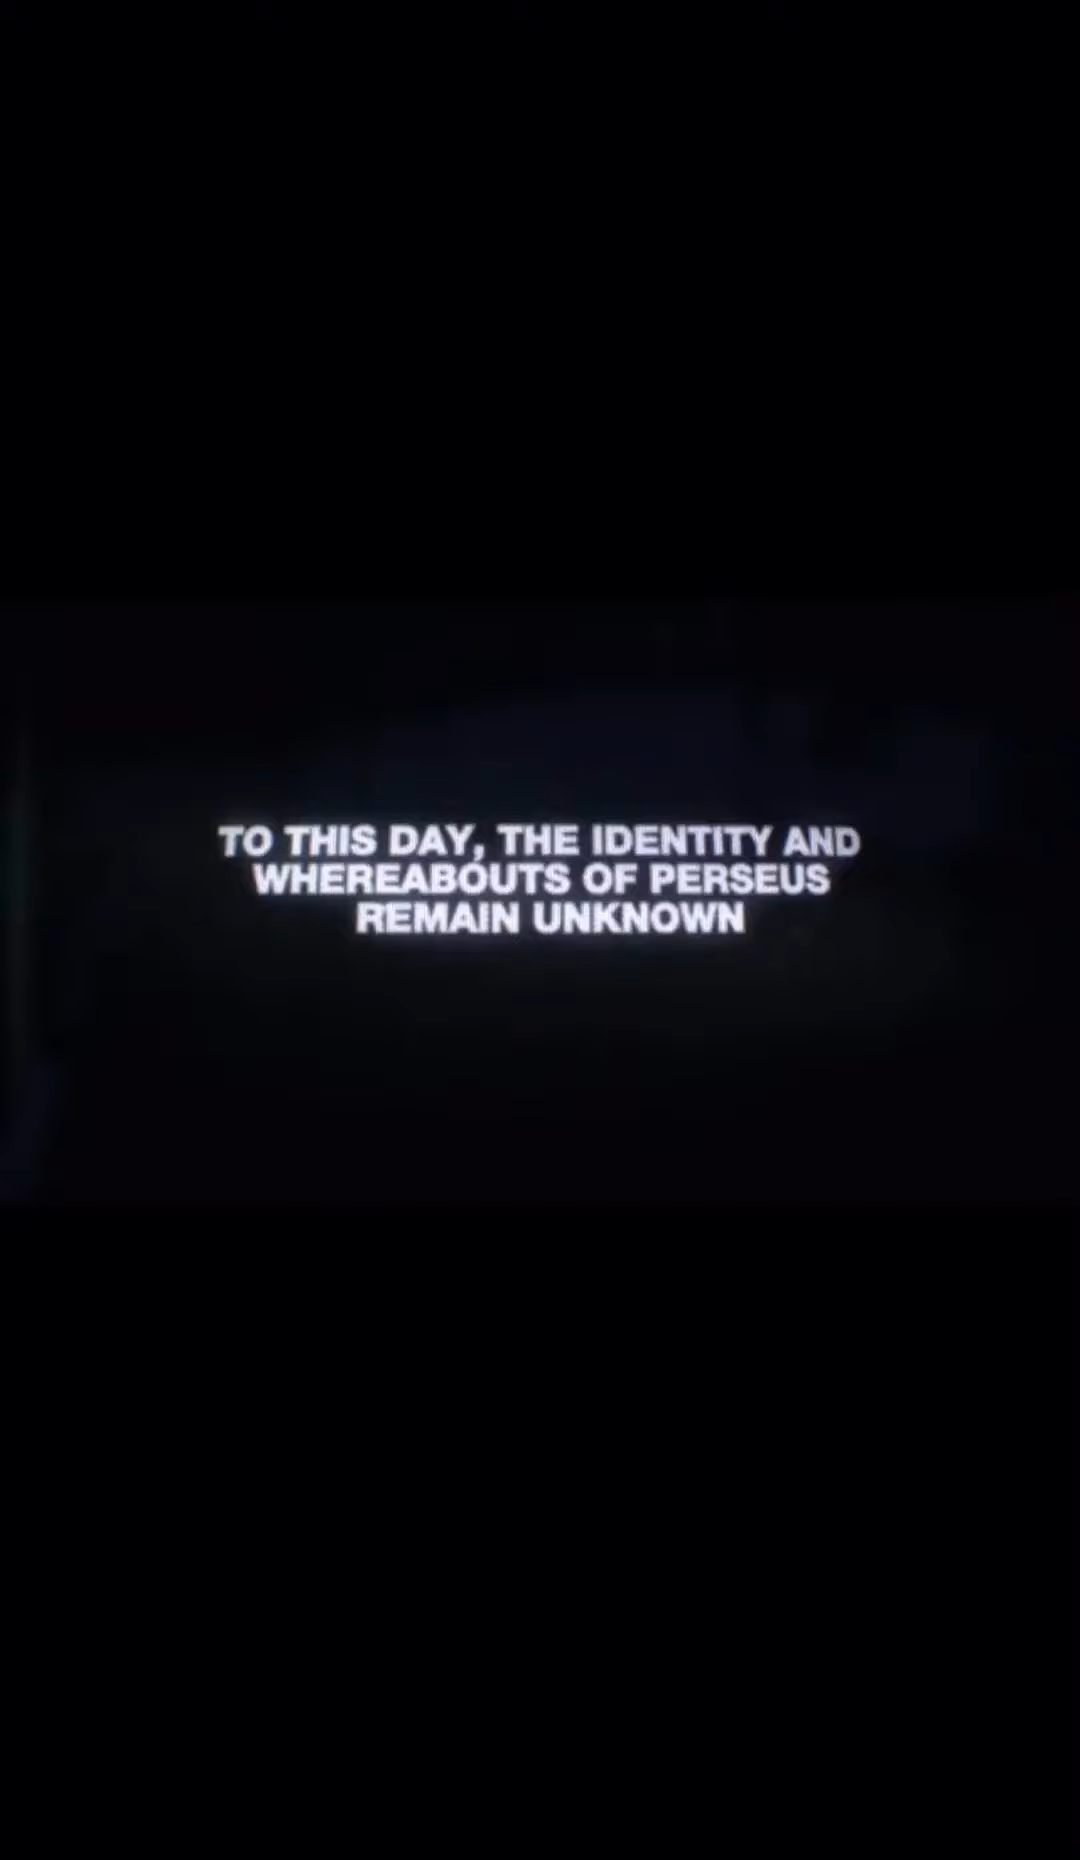 TO THIS DAY, THE IDENTITY AND
WHEREABOUTS OF PERSEUS
REMAIN UNKNOWN